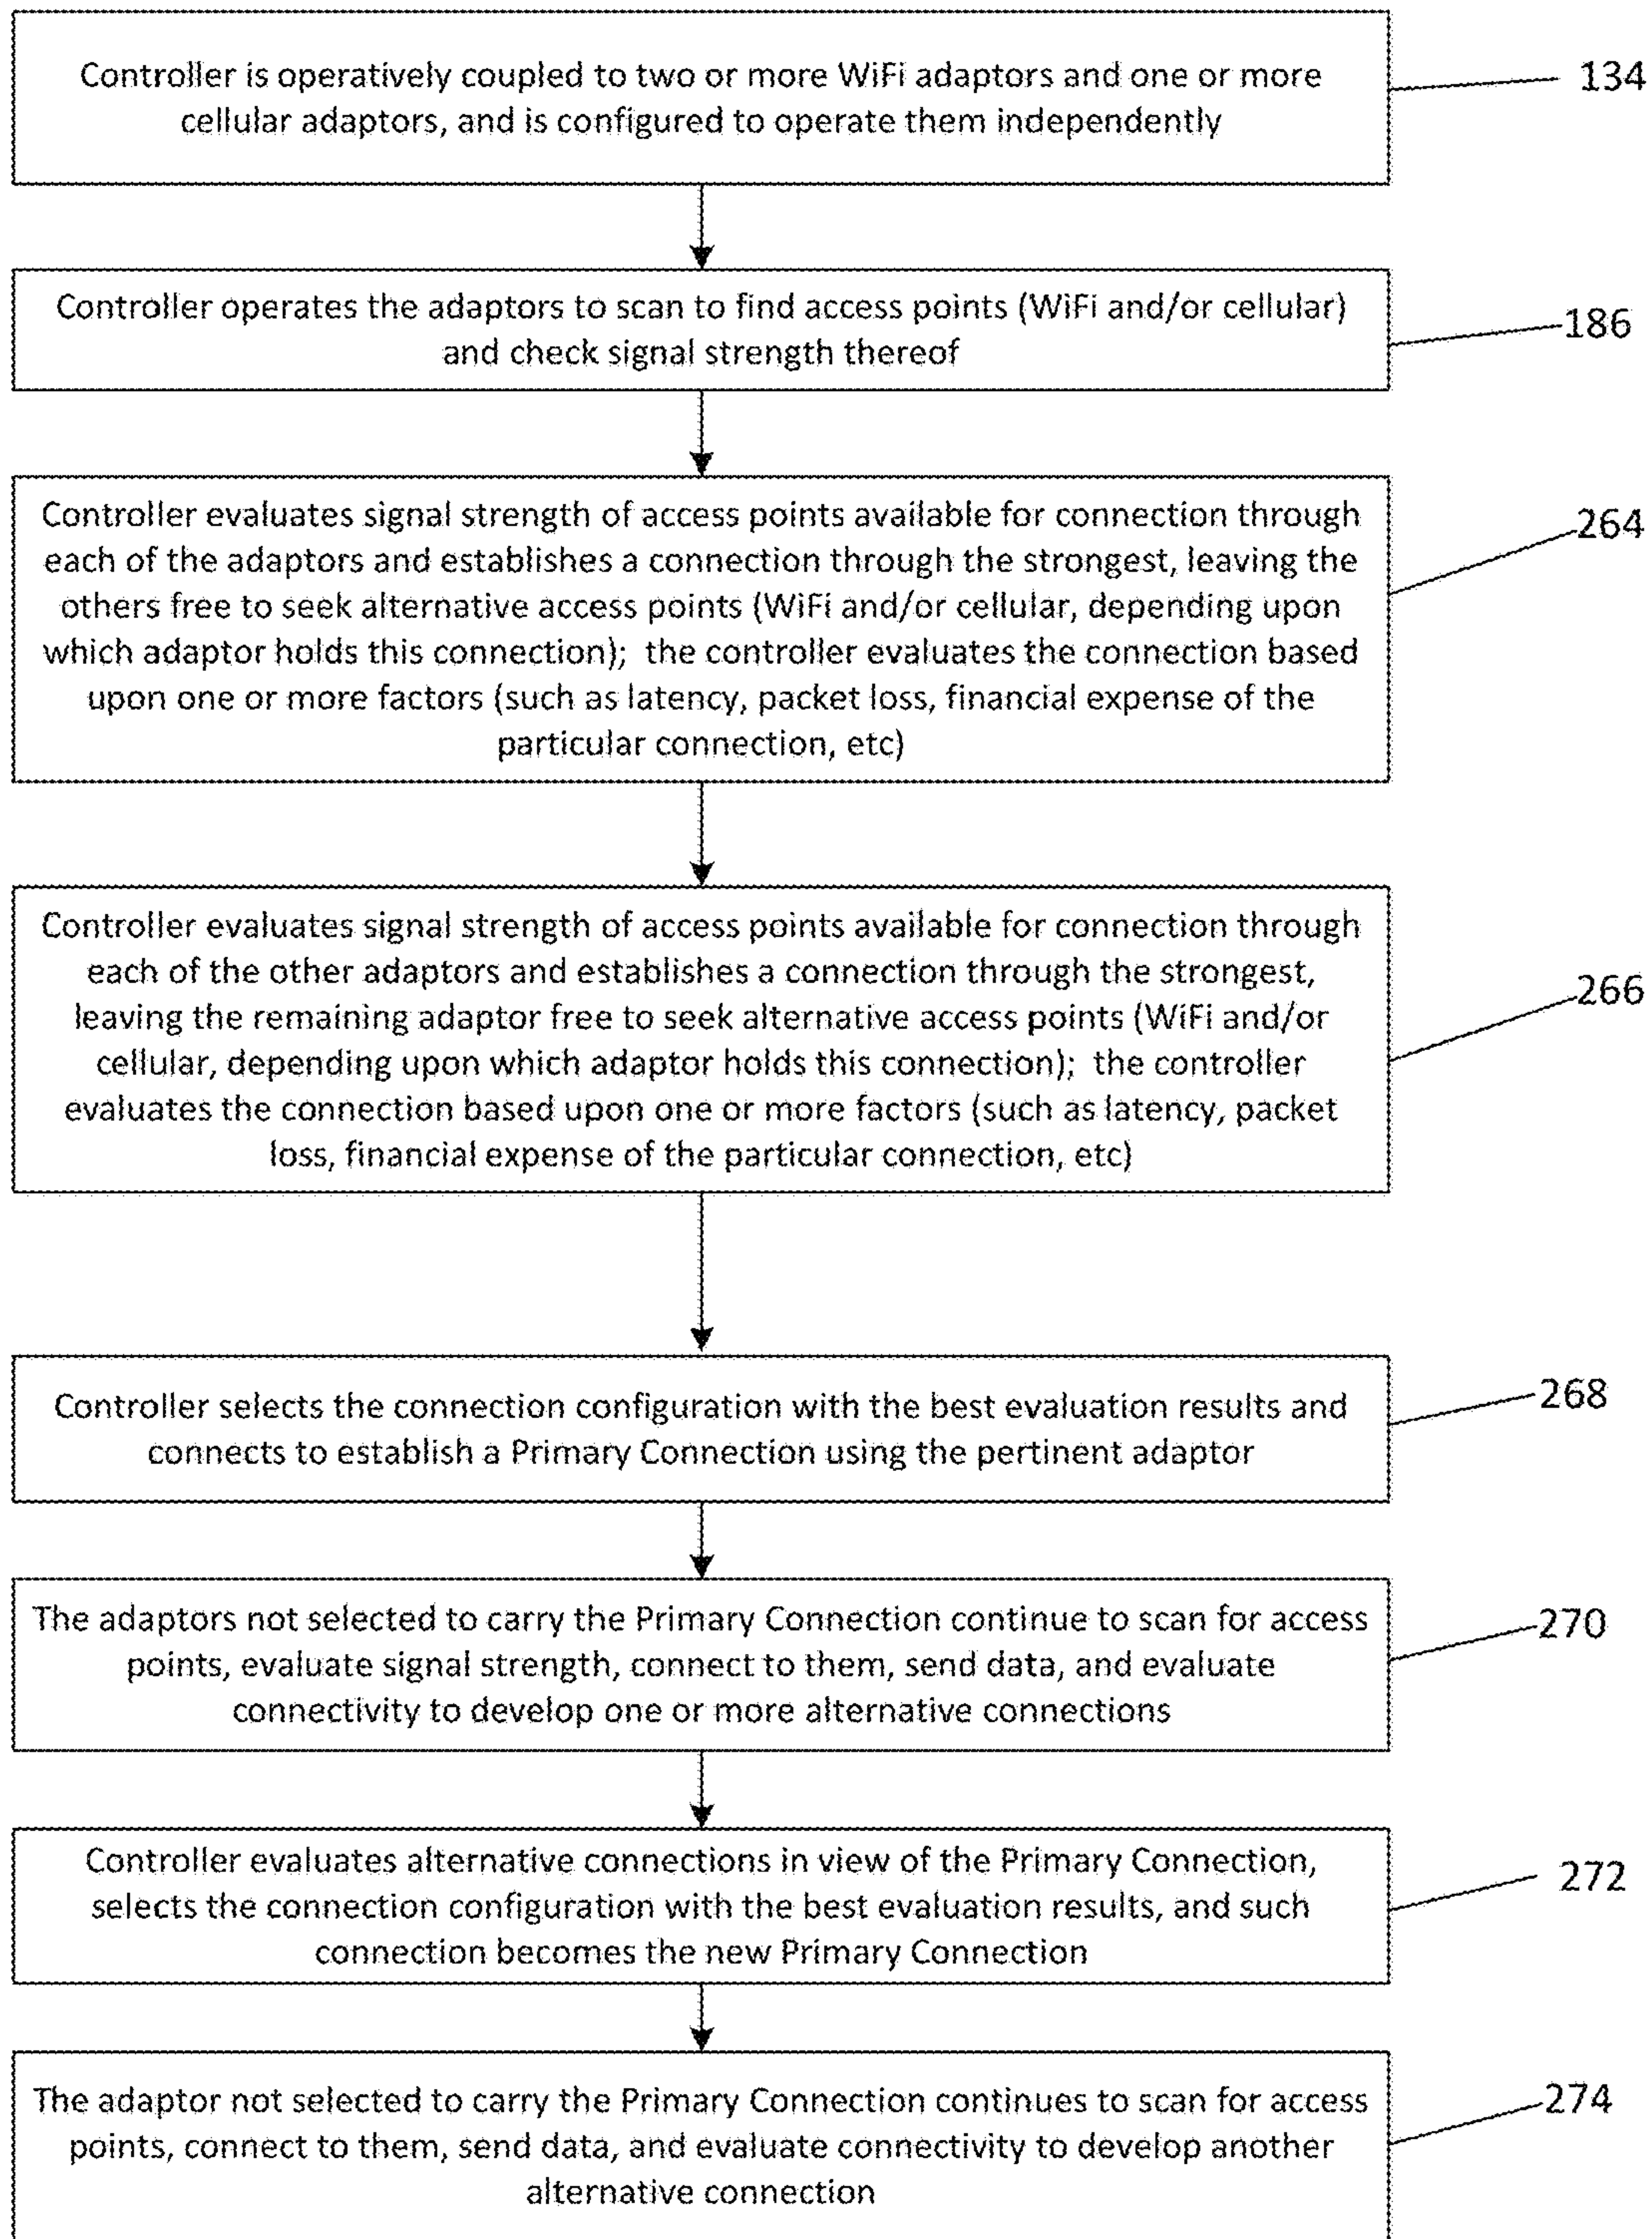 Controller is operatively coupled to two or more WiFi adaptors and one or more
cellular adaptors, and is configured to operate them independently
134
Controller operates the adaptors to scan to find access points (WiFi and/or cellular)
and check signal strength thereof
186
Controller evaluates signal strength of access points available for connection through
each of the adaptors and establishes a connection through the strongest, leaving the
others free to seek alternative access points (WiFi and/or cellular, depending upon
which adaptor holds this connection); the controller evaluates the connection based
upon one or more factors (such as latency, packet loss, financial expense of the
particular connection, etc)
264
Controller evaluates signal strength of access points available for connection through
each of the other adaptors and establishes a connection through the strongest,
leaving the remaining adaptor free to seek alternative access points (WiFi and/or
cellular, depending upon which adaptor holds this connection); the controller
evaluates the connection based upon one or more factors (such as latency, packet
loss, financial expense of the particular connection, etc)
266
Controller selects the connection configuration with the best evaluation results and
connects to establish a Primary Connection using the pertinent adaptor
268
The adaptors not selected to carry the Primary Connection continue to scan for access
points, evaluate signal strength, connect to them, send data, and evaluate
connectivity to develop one or more alternative connections
270
Controller evaluates alternative connections in view of the Primary Connection,
selects the connection configuration with the best evaluation results, and such
connection becomes the new Primary Connection
272
The adaptor not selected to carry the Primary Connection continues to scan for access
points, connect to them, send data, and evaluate connectivity to develop another
alternative connection
274